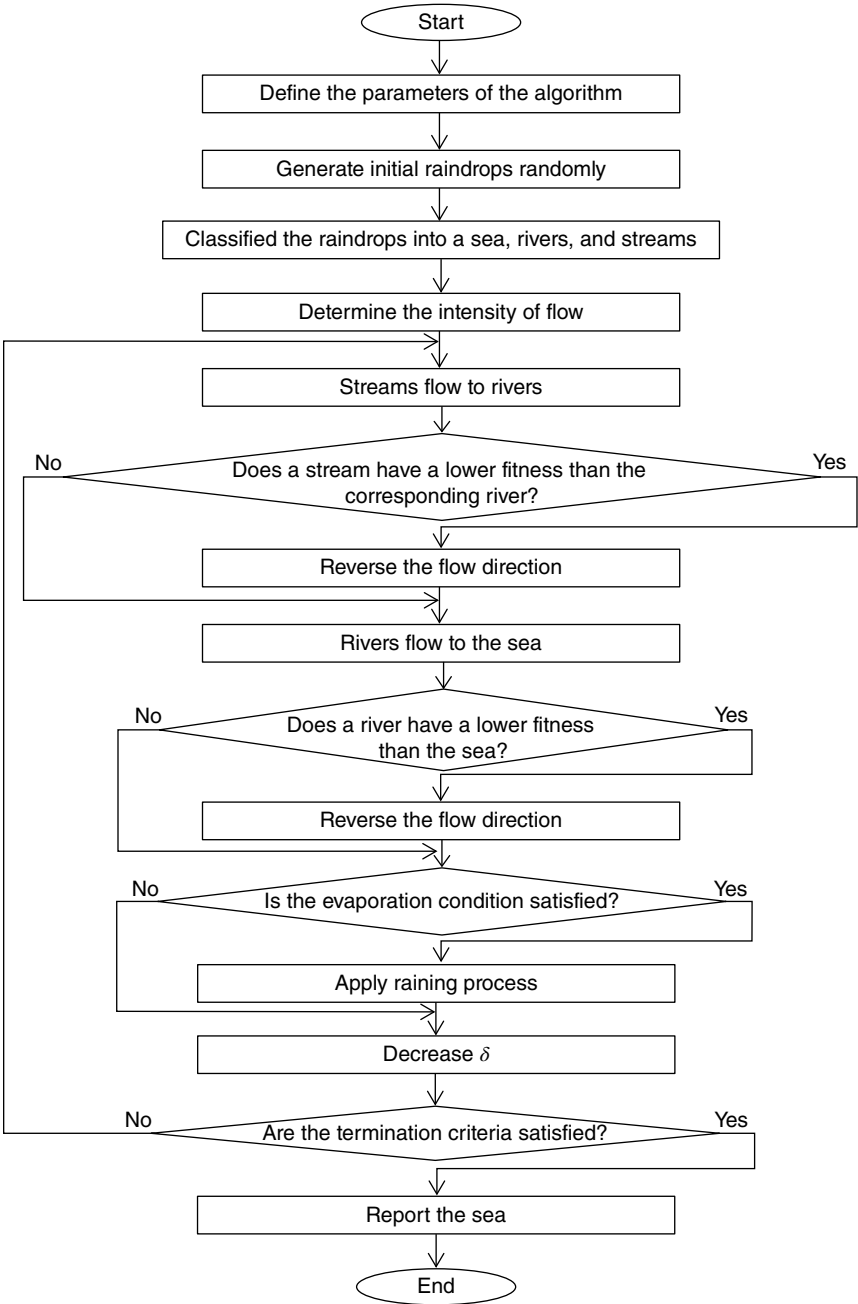 Start
Define the parameters of the algorithm
Generate initial raindrops randomly
Classified the raindrops into a sea, rivers, and streams
Determine the intensity of flow
Streams flow to rivers
No
Does a stream have a lower fitness than the
corresponding river?
Yes
Reverse the flow direction
Rivers flow to the sea
No
Does a river have a lower fitness
than the sea?
Yes
Reverse the flow direction
No
Is the evaporation condition satisfied?
Yes
Apply raining process
Decrease δ
No
Are the termination criteria satisfied?
Yes
Report the sea
End